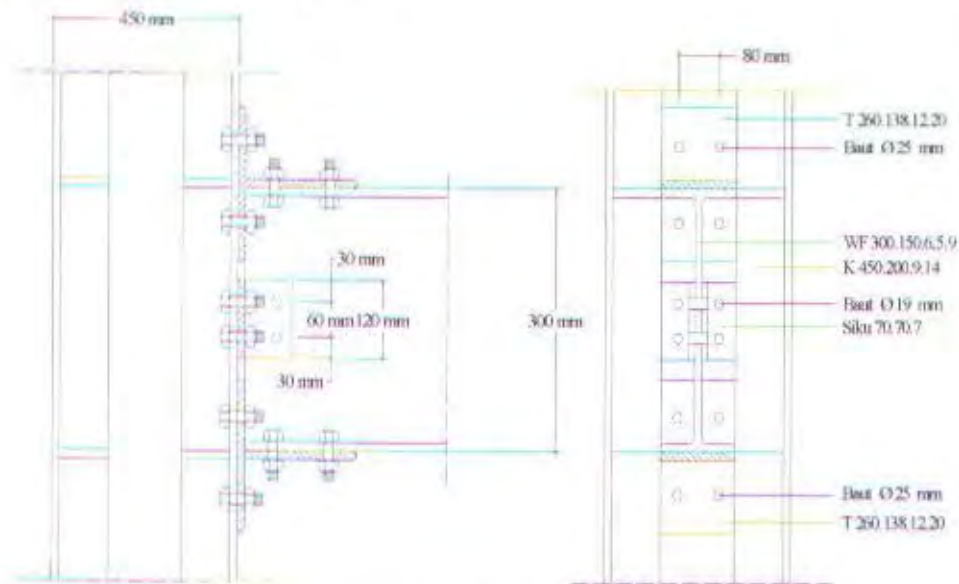 450 mm
30 mm
60 mm 120 mm
30 mm
300 mm
80 mm
T 260.138.12.20
Baut Ø 25 mm
WF 300.150.6,5.9
K 450.200.9.14
Baut Ø 19 mm
Siku 70.70.7
Baut Ø 25 mm
T 260.138.12.20